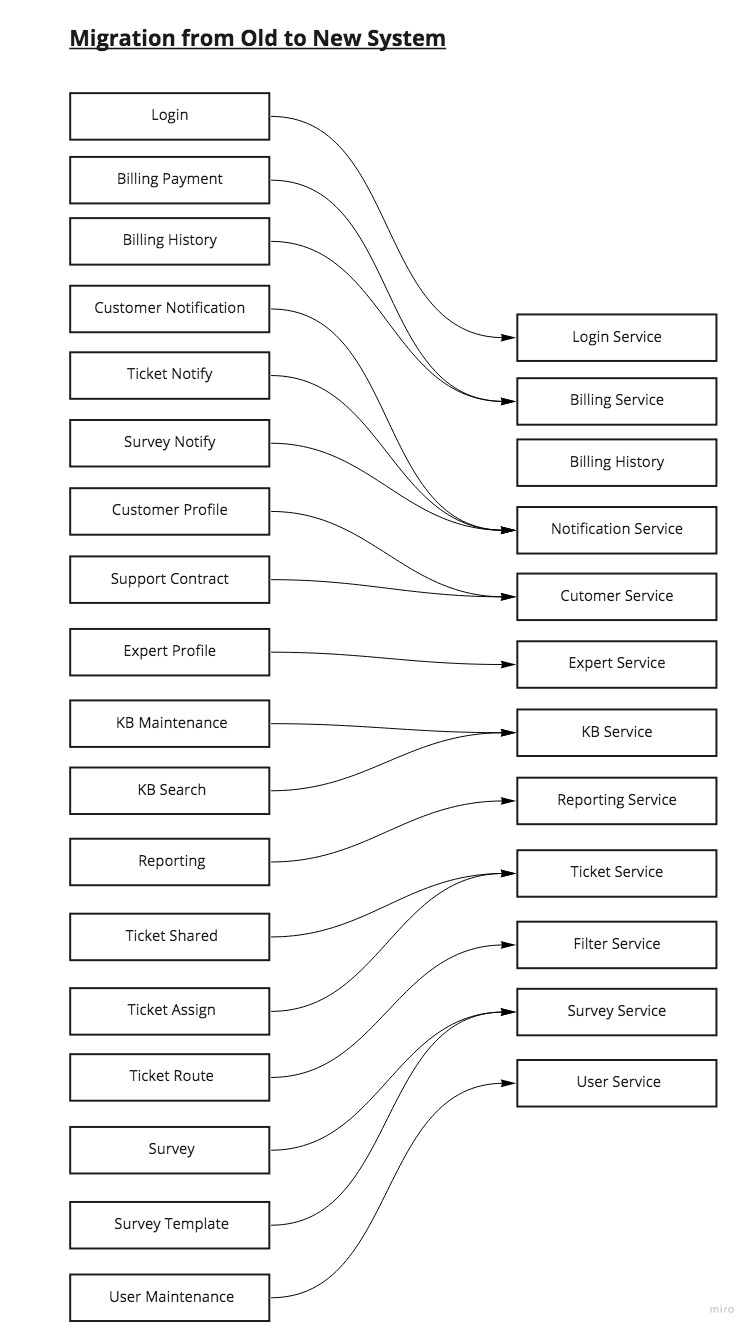 Migration from Old to New System
Login
Billing Payment
Billing History
Customer Notification
Ticket Notify
Survey Notify
Customer Profile
Support Contract
Expert Profile
KB Maintenance
KB Search
Reporting
Ticket Shared
Ticket Assign
Ticket Route
Survey
Survey Template
User Maintenance
Login Service
Billing Service
Billing History
Notification Service
Cutomer Service
Expert Service
KB Service
Reporting Service
Ticket Service
Filter Service
Survey Service
User Service
miro